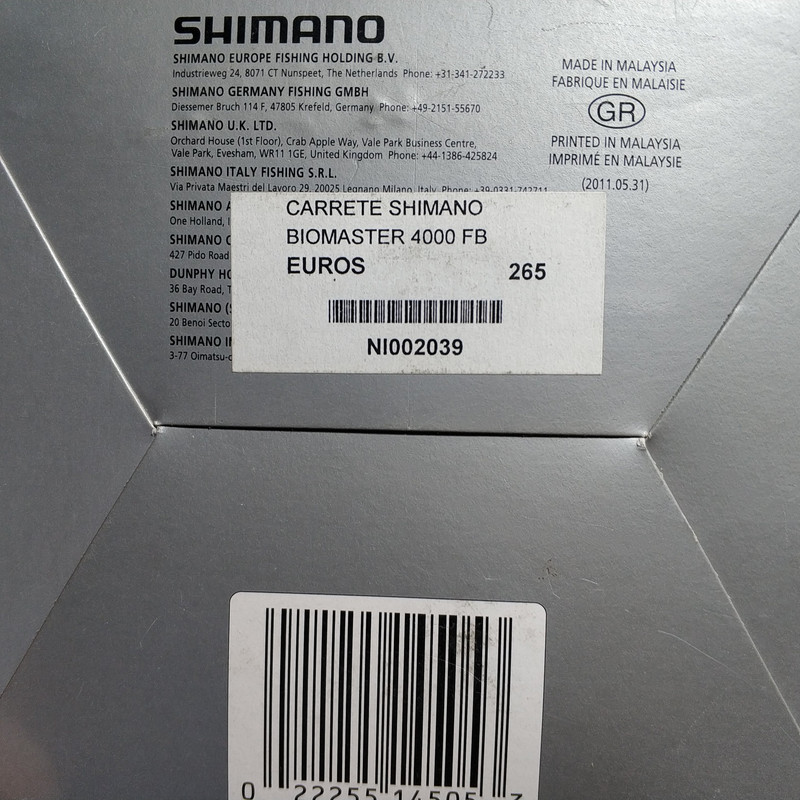 SHIMANO
SHIMANO EUROPE FISHING HOLDING B.V.
Industrieweg 24, 8071 CT Nunspeet, The Netherlands Phone: +31-341-272233
SHIMANO GERMANY FISHING GMBH
Diessemer Bruch 114 F, 47805 Krefeld, Germany Phone: +49-2151-55670
SHIMANO U.K. LTD.
Orchard House (1st Floor), Crab Apple Way, Vale Park Business Centre,
Vale Park, Evesham, WR11 1GE, United Kingdom Phone: +44-1386-425824
SHIMANO ITALY FISHING S.R.L.
Via Privata Maestri del Lavoro 29, 20025 Legnano Milano, Italy Phone: +39-0331-742711
SHIMANO
One Holland,
SHIMANO
427 Pido Road
DUNPHY
36 Bay Road,
SHIMANO
20 Benoi
SHIMANO
3-77
MADE IN MALAYSIA
FABRIQUE EN MALAISIE
GR
PRINTED IN MALAYSIA
IMPRIMÉ EN MALAYSIE
(2011.05.31)
CARRETE SHIMANO
BIOMASTER 4000 FB
EUROS 265
NI002039
0 22255 14505 3